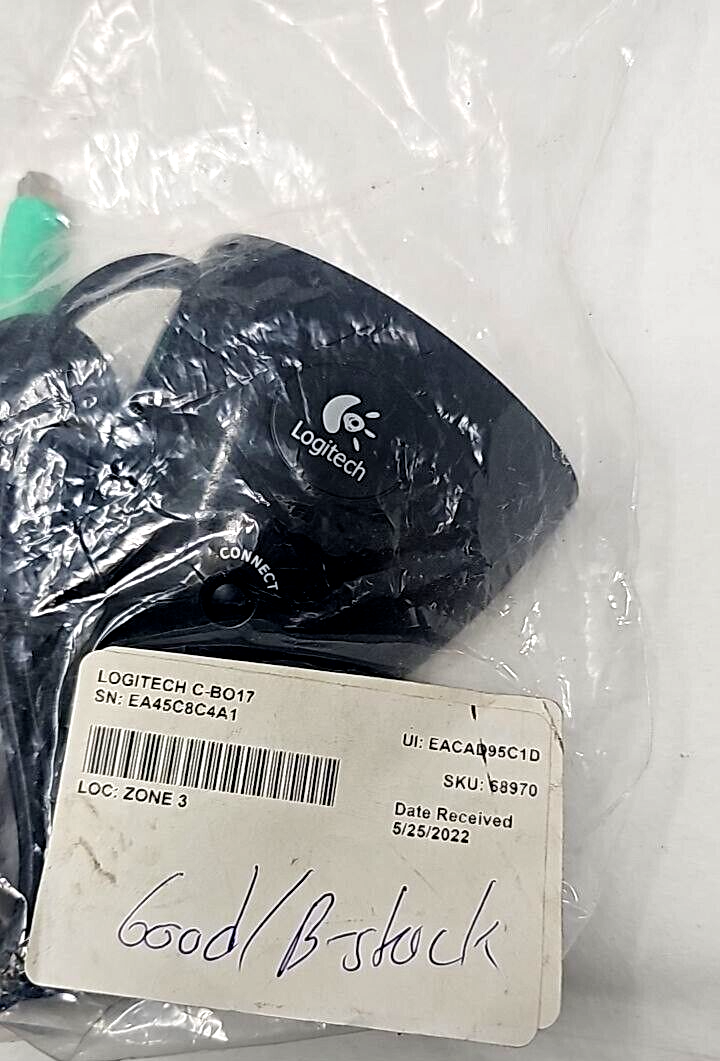 Logitech
CONNECT
LOGITECH C-BO17
SN: EA45C8C4A1
UI: EACAD95C1D
SKU: 68970
LOC: ZONE 3
Date Received
5/25/2022
Good/B-stock